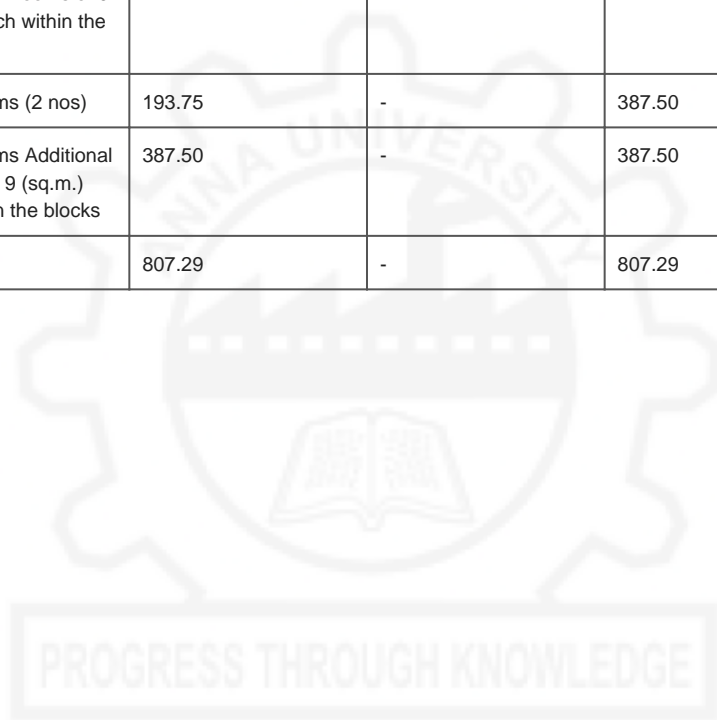 ch within the
ms (2 nos) 193.75 - 387.50
ms Additional 387.50 - 387.50
9 (sq.m.)
n the blocks
807.29 - 807.29
ANNA UNIVERSITY
PROGRESS THROUGH KNOWLEDGE